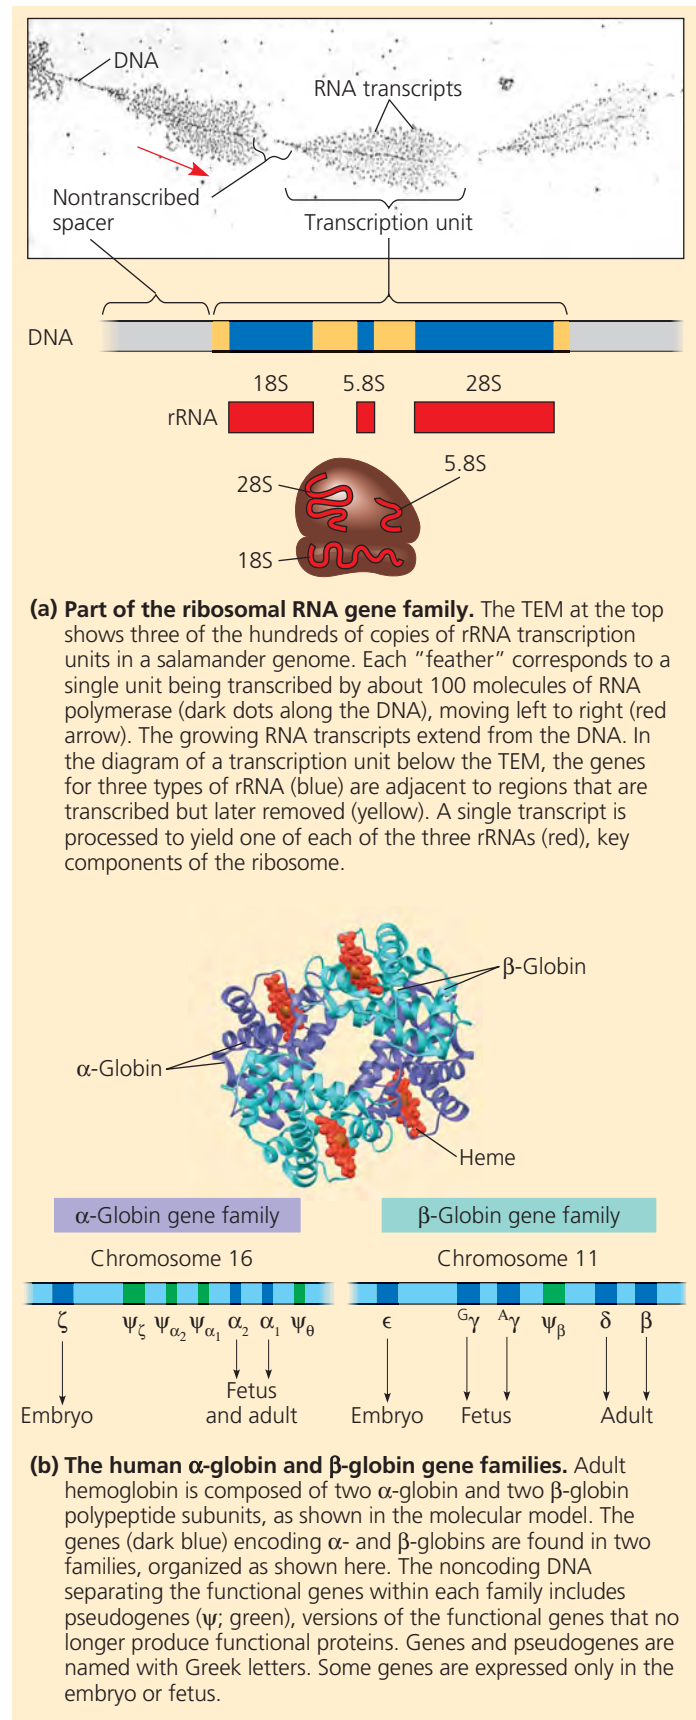 DNA
RNA transcripts
Nontranscribed
spacer
Transcription unit
DNA
18S 5.8S 28S
rRNA
5.8S
28S
18S
(a) Part of the ribosomal RNA gene family. The TEM at the top
shows three of the hundreds of copies of rRNA transcription
units in a salamander genome. Each ”feather” corresponds to a
single unit being transcribed by about 100 molecules of RNA
polymerase (dark dots along the DNA), moving left to right (red
arrow). The growing RNA transcripts extend from the DNA. In
the diagram of a transcription unit below the TEM, the genes
for three types of rRNA (blue) are adjacent to regions that are
transcribed but later removed (yellow). A single transcript is
processed to yield one of each of the three rRNAs (red), key
components of the ribosome.
β-Globin
α-Globin
Heme
α-Globin gene family β-Globin gene family
Chromosome 16 Chromosome 11
ζ ψζ ψα2 ψα1 α2 α1 ψθ ϵ Gγ Aγ ψβ δ β
Fetus
Embryo and adult Embryo Fetus Adult
(b) The human α-globin and β-globin gene families. Adult
hemoglobin is composed of two α-globin and two β-globin
polypeptide subunits, as shown in the molecular model. The
genes (dark blue) encoding α- and β-globins are found in two
families, organized as shown here. The noncoding DNA
separating the functional genes within each family includes
pseudogenes (ψ; green), versions of the functional genes that no
longer produce functional proteins. Genes and pseudogenes are
named with Greek letters. Some genes are expressed only in the
embryo or fetus.